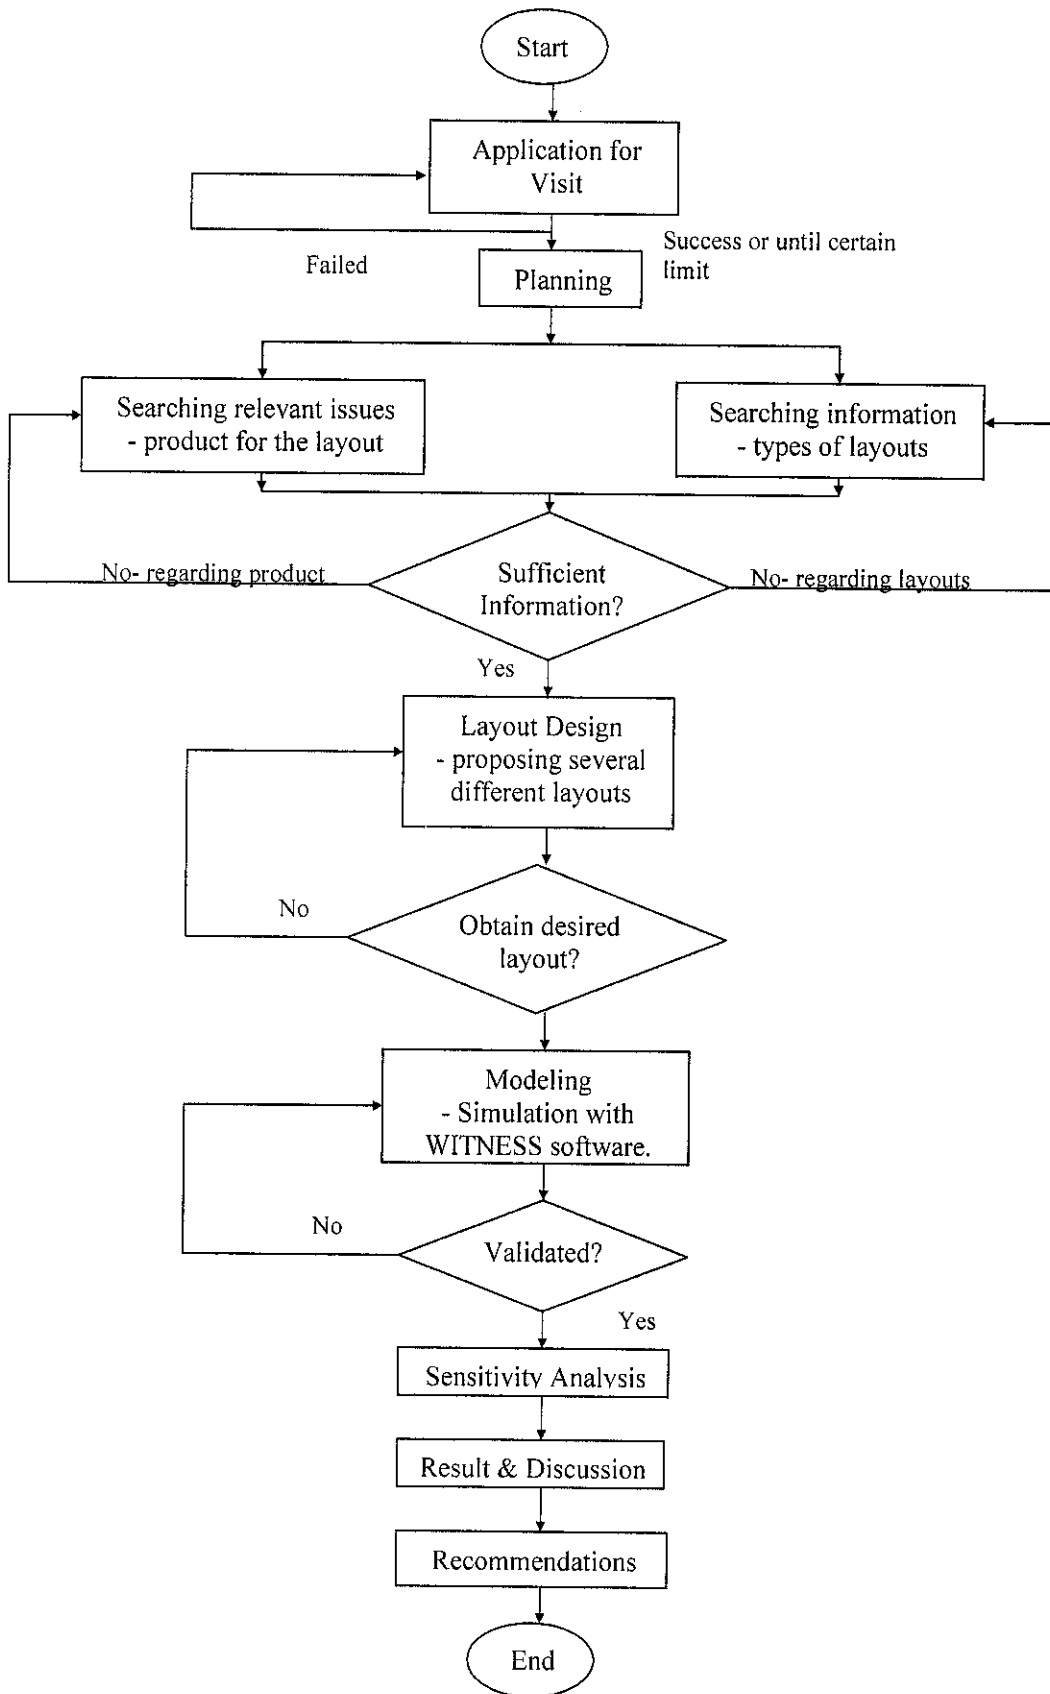 Start
Application for
Visit
Success or until certain
limit
Failed
Planning
Searching relevant issues
- product for the layout
Searching information
- types of layouts
No- regarding product
Sufficient
Information?
No- regarding layouts
Yes
Layout Design
- proposing several
different layouts
No
Obtain desired
layout?
Modeling
- Simulation with
WITNESS software.
No
Validated?
Yes
Sensitivity Analysis
Result & Discussion
Recommendations
End